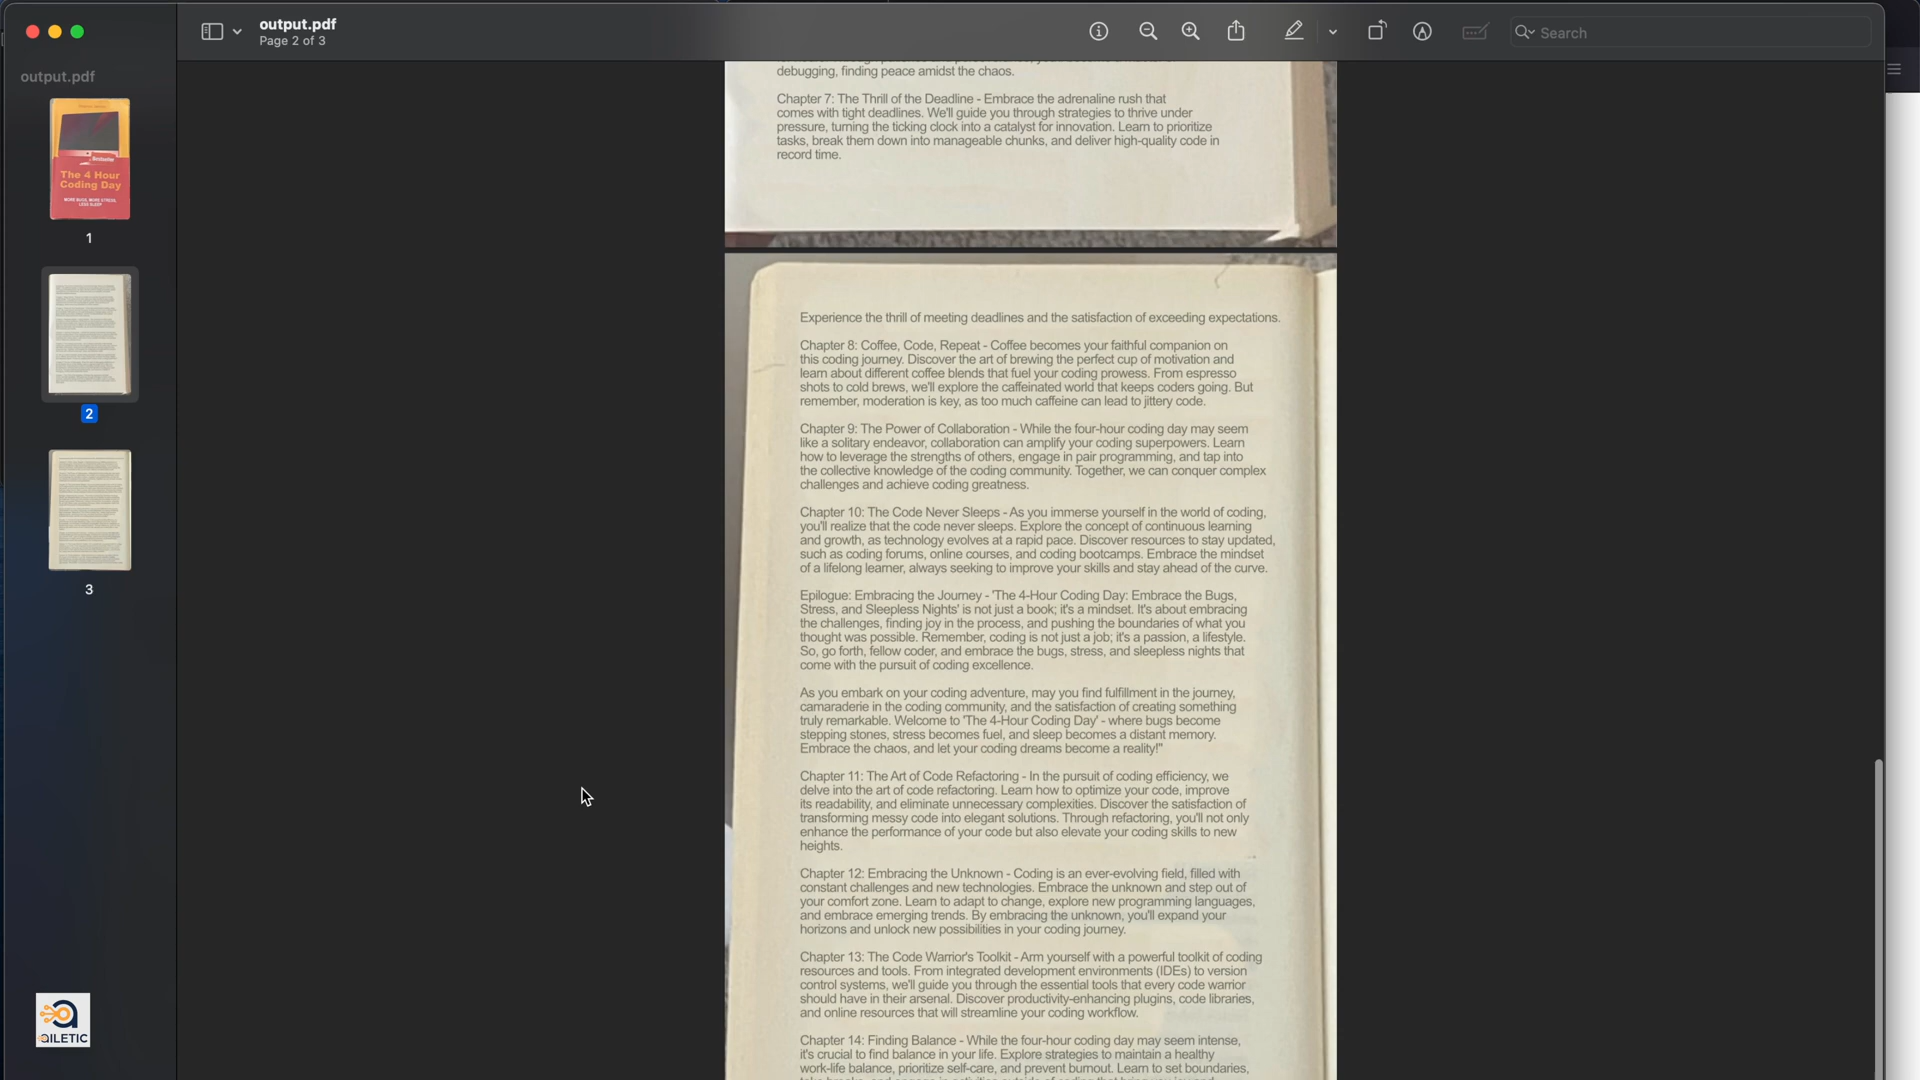 output.pdf
Page 2 of 3
Search
output.pdf
Bestseller
The 4 Hour
Coding Day
MORE BUGS, MORE STRESS,
LESS SLEEP
1
2
3
AILETIC
debugging, finding peace amidst the chaos.
Chapter 7: The Thrill of the Deadline - Embrace the adrenaline rush that
comes with tight deadlines. We'll guide you through strategies to thrive under
pressure, turning the ticking clock into a catalyst for innovation. Learn to prioritize
tasks, break them down into manageable chunks, and deliver high-quality code in
record time.
Experience the thrill of meeting deadlines and the satisfaction of exceeding expectations.
Chapter 8: Coffee, Code, Repeat - Coffee becomes your faithful companion on
this coding journey. Discover the art of brewing the perfect cup of motivation and
learn about different coffee blends that fuel your coding prowess. From espresso
shots to cold brews, we'll explore the caffeinated world that keeps coders going. But
remember, moderation is key, as too much caffeine can lead to jittery code.
Chapter 9: The Power of Collaboration - While the four-hour coding day may seem
like a solitary endeavor, collaboration can amplify your coding superpowers. Learn
how to leverage the strengths of others, engage in pair programming, and tap into
the collective knowledge of the coding community. Together, we can conquer complex
challenges and achieve coding greatness.
Chapter 10: The Code Never Sleeps - As you immerse yourself in the world of coding,
you'll realize that the code never sleeps. Explore the concept of continuous learning
and growth, as technology evolves at a rapid pace. Discover resources to stay updated,
such as coding forums, online courses, and coding bootcamps. Embrace the mindset
of a lifelong learner, always seeking to improve your skills and stay ahead of the curve.
Epilogue: Embracing the Journey - 'The 4-Hour Coding Day: Embrace the Bugs,
Stress, and Sleepless Nights' is not just a book; it's a mindset. It's about embracing
the challenges, finding joy in the process, and pushing the boundaries of what you
thought was possible. Remember, coding is not just a job; it's a passion, a lifestyle.
So, go forth, fellow coder, and embrace the bugs, stress, and sleepless nights that
come with the pursuit of coding excellence.
As you embark on your coding adventure, may you find fulfillment in the journey,
camaraderie in the coding community, and the satisfaction of creating something
truly remarkable. Welcome to 'The 4-Hour Coding Day' - where bugs become
stepping stones, stress becomes fuel, and sleep becomes a distant memory.
Embrace the chaos, and let your coding dreams become a reality!"
Chapter 11: The Art of Code Refactoring - In the pursuit of coding efficiency, we
delve into the art of code refactoring. Learn how to optimize your code, improve
its readability, and eliminate unnecessary complexities. Discover the satisfaction of
transforming messy code into elegant solutions. Through refactoring, you'll not only
enhance the performance of your code but also elevate your coding skills to new
heights.
Chapter 12: Embracing the Unknown - Coding is an ever-evolving field, filled with
constant challenges and new technologies. Embrace the unknown and step out of
your comfort zone. Learn to adapt to change, explore new programming languages,
and embrace emerging trends. By embracing the unknown, you'll expand your
horizons and unlock new possibilities in your coding journey.
Chapter 13: The Code Warrior's Toolkit - Arm yourself with a powerful toolkit of coding
resources and tools. From integrated development environments (IDEs) to version
control systems, we'll guide you through the essential tools that every code warrior
should have in their arsenal. Discover productivity-enhancing plugins, code libraries,
and online resources that will streamline your coding workflow.
Chapter 14: Finding Balance - While the four-hour coding day may seem intense,
it's crucial to find balance in your life. Explore strategies to maintain a healthy
work-life balance, prioritize self-care, and prevent burnout. Learn to set boundaries,